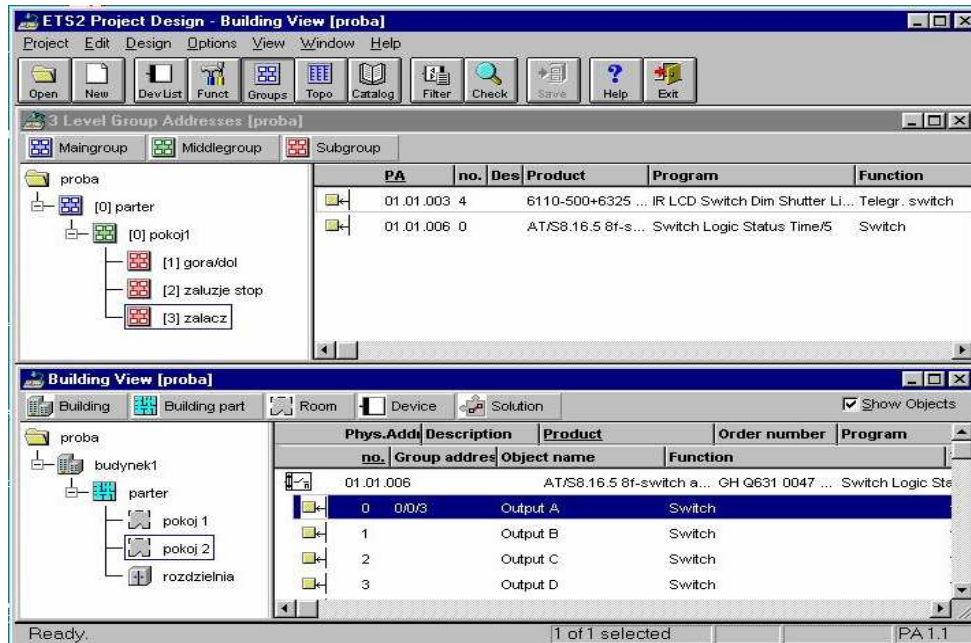 ETS2 Project Design - Building View [proba]
Project Edit Design Options View Window Help
Open New DevList Funct Groups Topo Catalog Filter Check Save Help Exit
3 Level Group Addresses [proba]
Maingroup Middlegroup Subgroup
PA no. Des Product Program Function
proba
[0] parter
[0] pokoj1
[1] gora/dol
[2] zaluzje stop
[3] zalacz
01.01.003 4 6110-500+6325 ... IR LCD Switch Dim Shutter Li... Telegr. switch
01.01.006 0 AT/S8.16.5 8f-s... Switch Logic Status Time/5 Switch
Building View [proba]
Building Building part Room Device Solution Show Objects
proba
budynek1
parter
pokoj 1
pokoj 2
rozdzielnia
Phys.Addr Description Product Order number Program
no. Group addres Object name Function
01.01.006 AT/S8.16.5 8f-switch a... GH Q631 0047 ... Switch Logic Sta
0 0/0/3 Output A Switch
1 Output B Switch
2 Output C Switch
3 Output D Switch
Ready. 1 of 1 selected PA 1.1